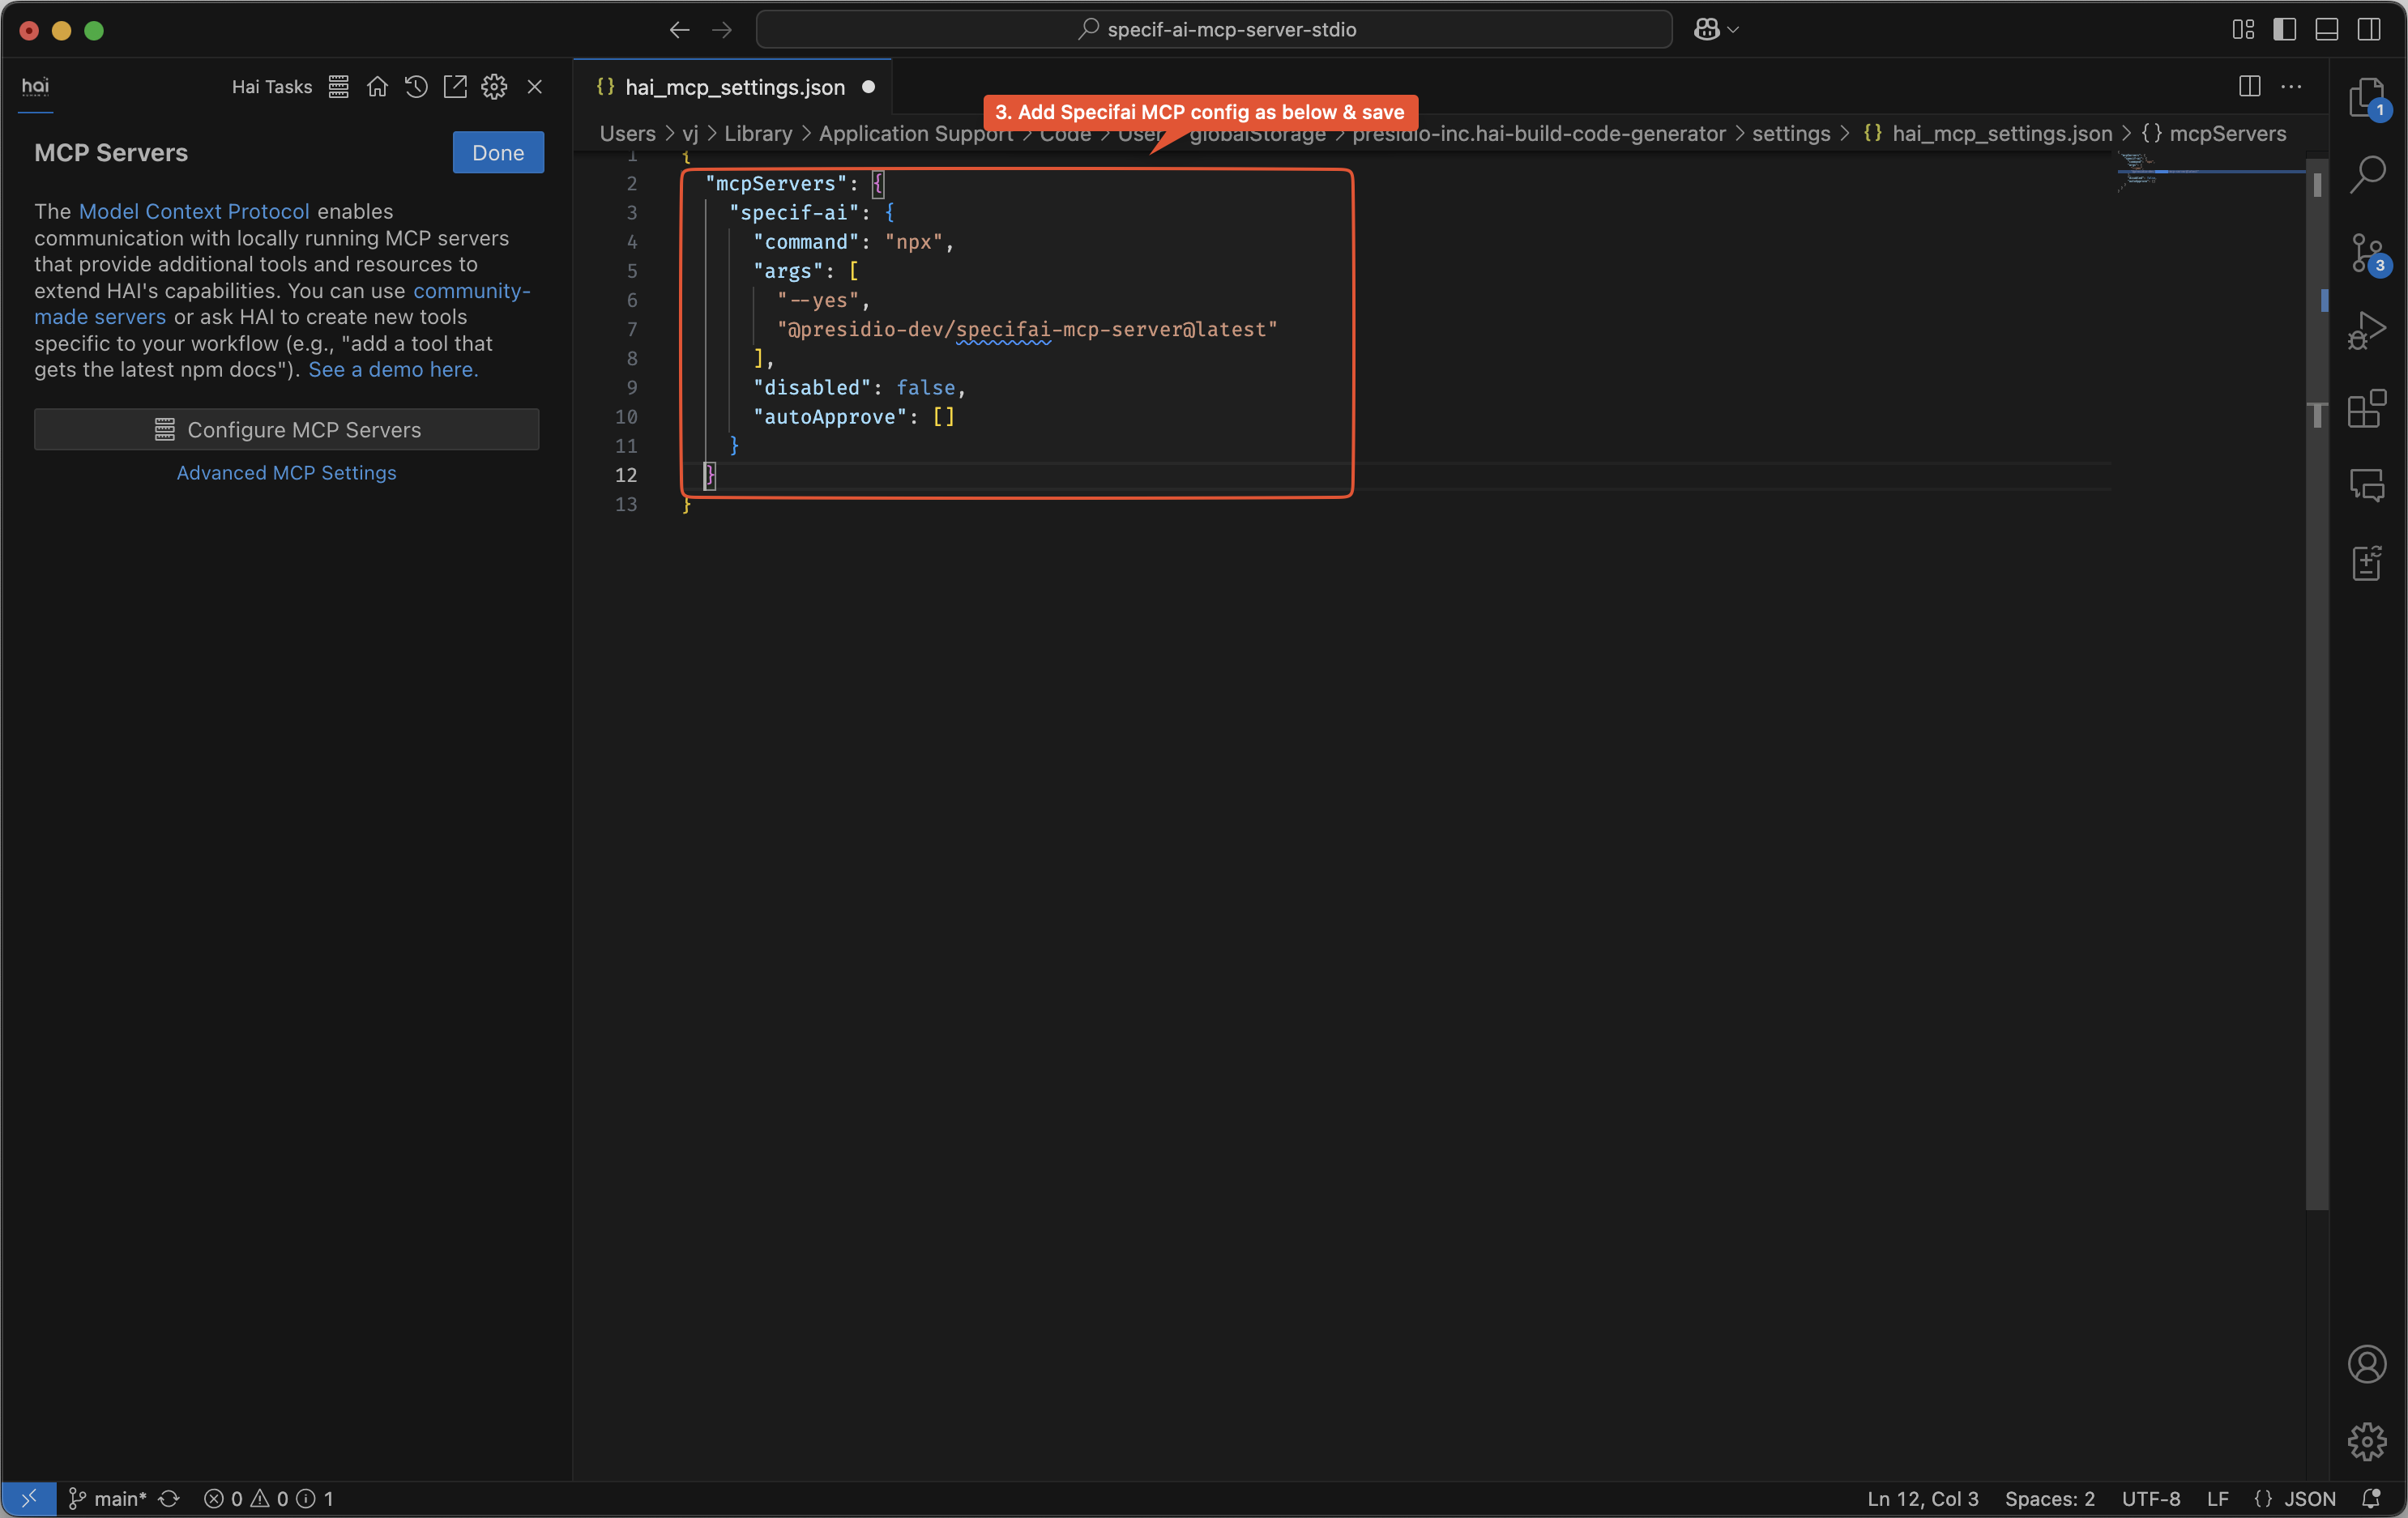 specif-ai-mcp-server-stdio
hai
Hai Tasks
hai_mcp_settings.json
3. Add Specifai MCP config as below & save
Users > vj > Library > Application Support > Code > User > globalStorage > presidio-inc.hai-build-code-generator > settings > {} hai_mcp_settings.json > {} mcpServers
MCP Servers
Done
The Model Context Protocol enables
communication with locally running MCP servers
that provide additional tools and resources to
extend HAI's capabilities. You can use community-
made servers or ask HAI to create new tools
specific to your workflow (e.g., "add a tool that
gets the latest npm docs"). See a demo here.
Configure MCP Servers
Advanced MCP Settings
1 {
2 "mcpServers": {
3 "specif-ai": {
4 "command": "npx",
5 "args": [
6 "--yes",
7 "@presidio-dev/specifai-mcp-server@latest"
8 ],
9 "disabled": false,
10 "autoApprove": []
11 }
12 }
13 }
1
3
main* 0 0 1
Ln 12, Col 3 Spaces: 2 UTF-8 LF {} JSON